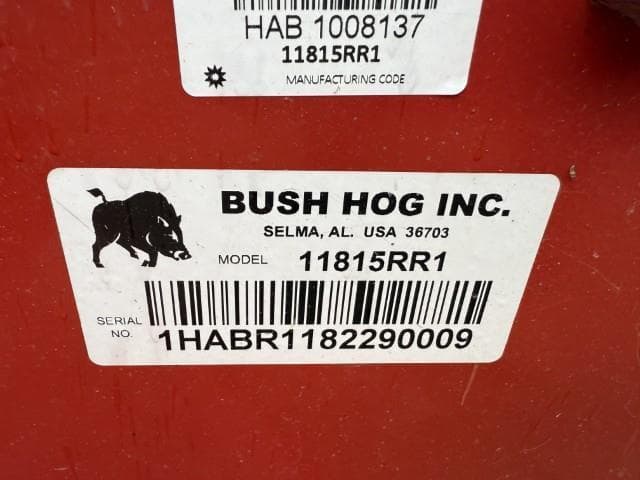 HAB 1008137
11815RR1
MANUFACTURING CODE
BUSH HOG INC.
SELMA, AL. USA 36703
MODEL 11815RR1
SERIAL NO. 1HABR1182290009